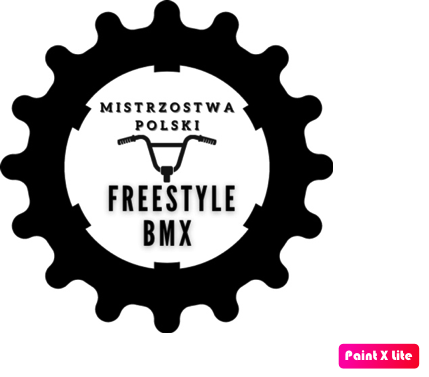 MISTRZOSTWA
POLSKI
FREESTYLE
BMX
Paint X Lite